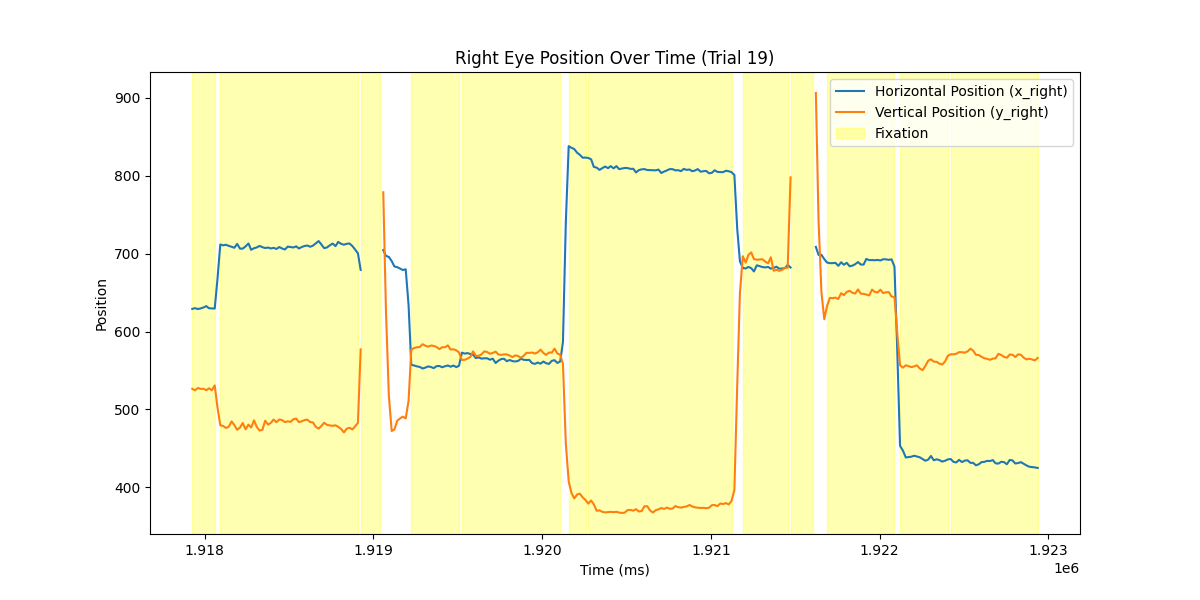 Right Eye Position Over Time (Trial 19)
Horizontal Position (x_right)
Vertical Position (y_right)
Fixation
900
800
700
600
500
400
Position
1.918 1.919 1.920 1.921 1.922 1.923
1e6
Time (ms)